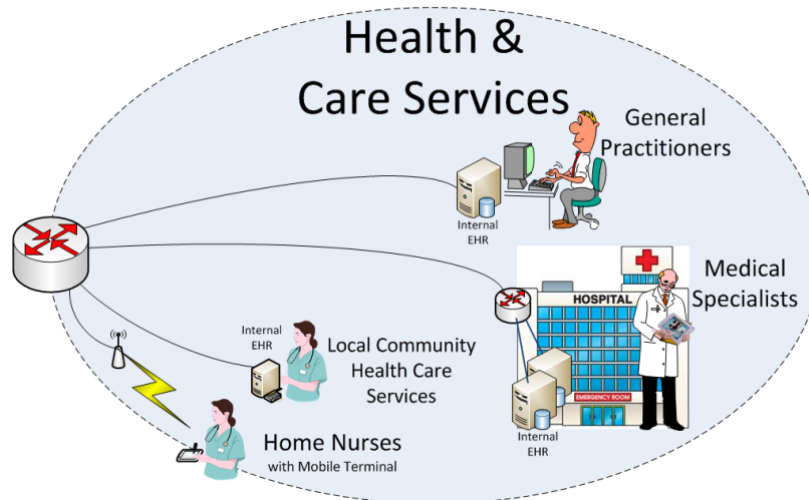 Health &
Care Services
General
Practitioners
Internal
EHR
Medical
Specialists
HOSPITAL
EMERGENCY ROOM
Internal
EHR
Internal
EHR
Local Community
Health Care
Services
Home Nurses
with Mobile Terminal